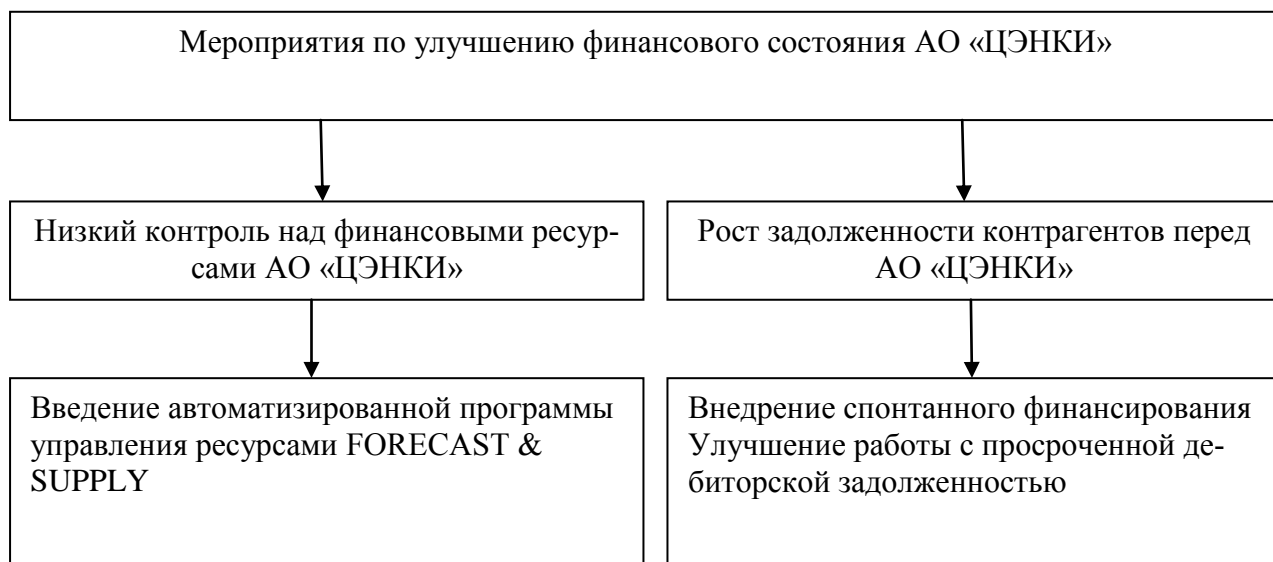 Мероприятия по улучшению финансового состояния АО «ЦЭНКИ»
Низкий контроль над финансовыми ресур-
сами АО «ЦЭНКИ»
Рост задолженности контрагентов перед
АО «ЦЭНКИ»
Введение автоматизированной программы
управления ресурсами FORECAST &
SUPPLY
Внедрение спонтанного финансирования
Улучшение работы с просроченной де-
биторской задолженностью